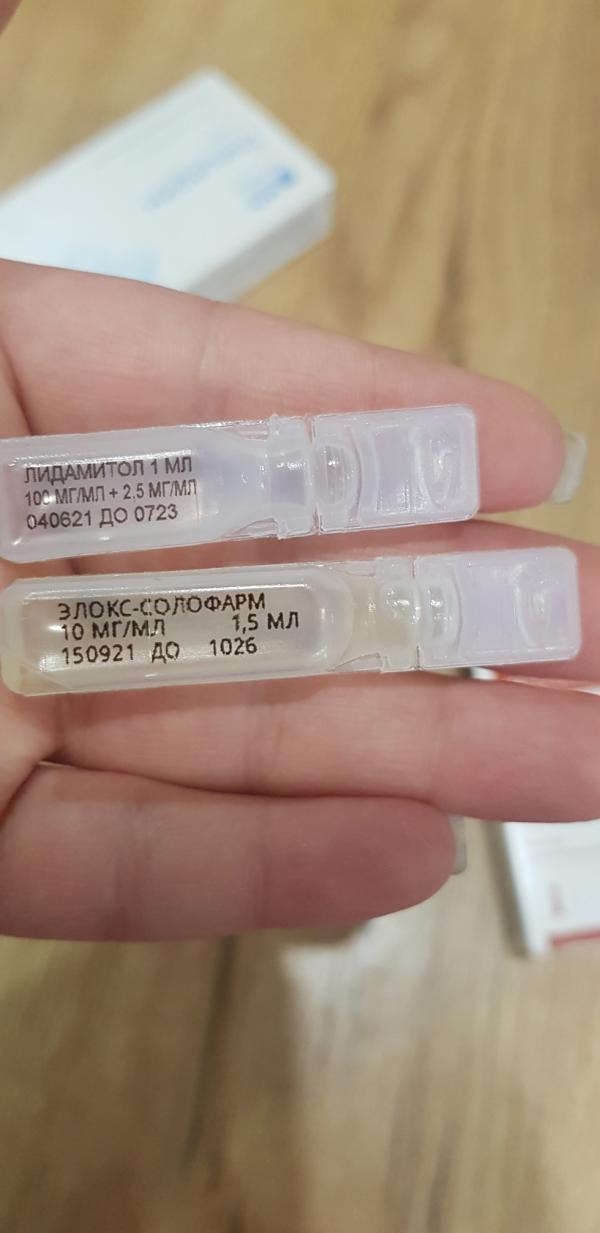 ЛИДАМИТОЛ 1 МЛ
100 МГ/МЛ + 2.5 МГ/МЛ
040621 ДО 0723
ЭЛОКС-СОЛОФАРМ
10 МГ/МЛ 1,5 МЛ
150921 ДО 1026